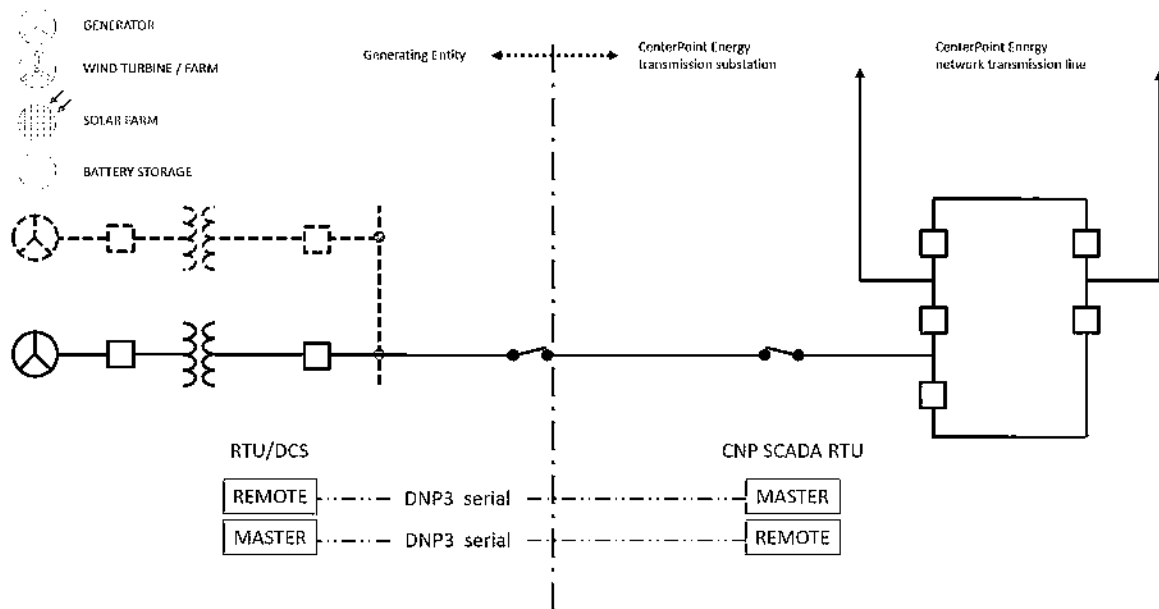 GENERATOR
WIND TURBINE / FARM
SOLAR FARM
BATTERY STORAGE
Generating Entity
CenterPoint Energy
transmission substation
CenterPoint Energy
network transmission line
RTU/DCS
CNP SCADA RTU
REMOTE DNP3 serial MASTER
MASTER DNP3 serial REMOTE